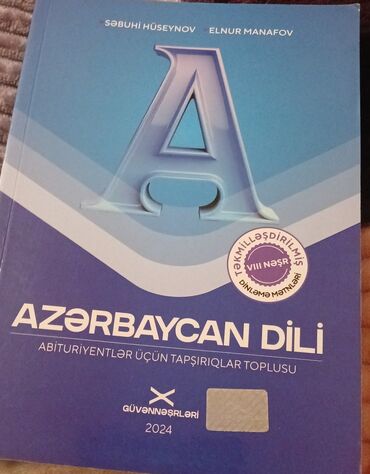 SƏBUHİ HÜSEYNOV ELNUR MANAFOV
A
TƏKMİLLƏŞDİRİLMİŞ
VIII NƏŞR
DİNLƏMƏ MƏTNLƏRİ
AZƏRBAYCAN DİLİ
ABİTURİYENTLƏR ÜÇÜN TAPŞIRIQLAR TOPLUSU
GÜVƏNNƏŞRLƏRİ
2024